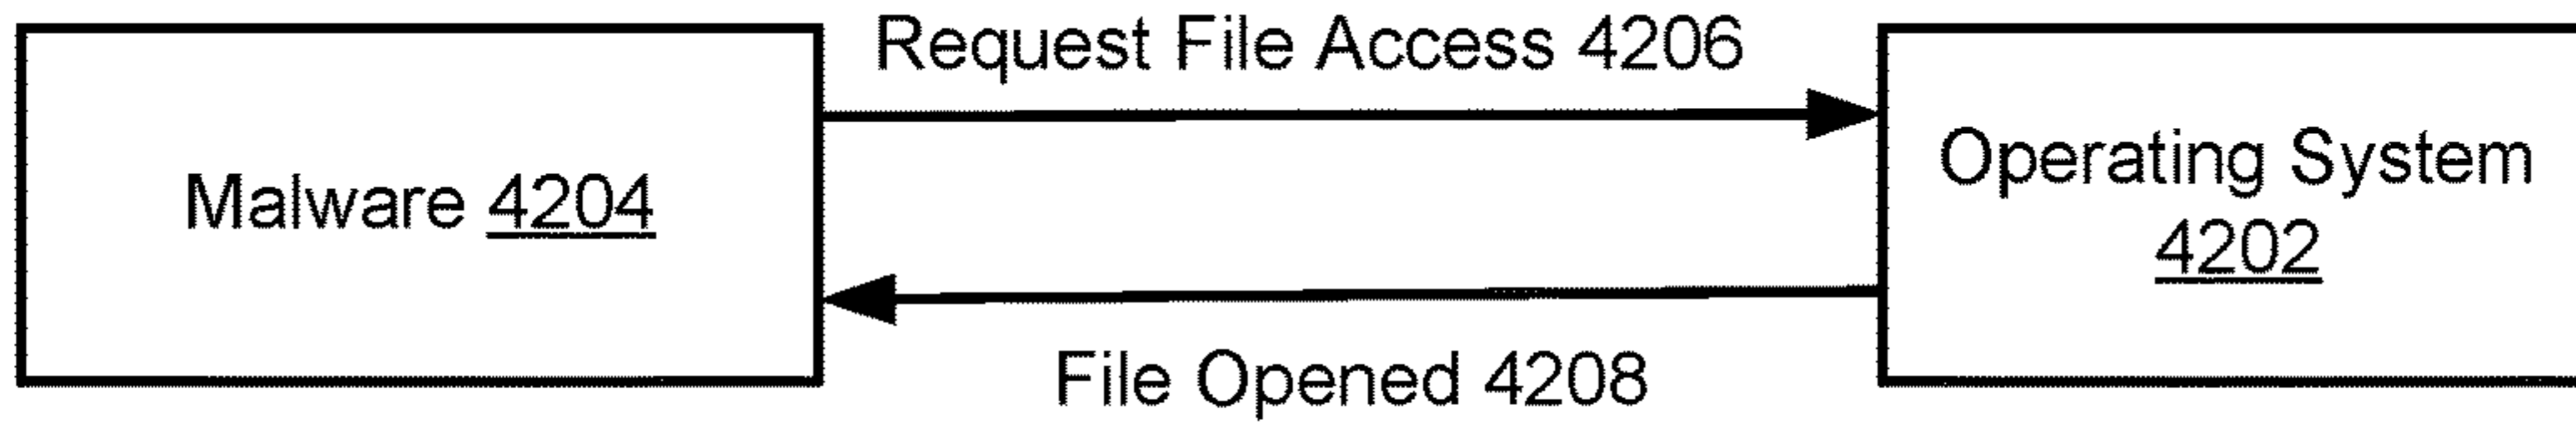 Request File Access 4206
Malware 4204
Operating System
4202
File Opened 4208